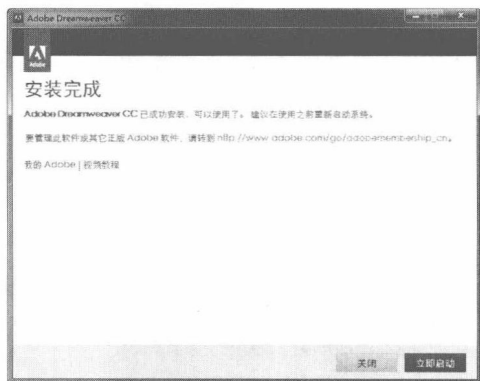 Adobe Dreamweaver CC
Adobe
安装完成
Adobe Dreamweaver CC 已成功安装，可以使用了。 建议在使用之前重新启动系统。
要管理此软件或其它正版 Adobe 软件，请转到 http://www.adobe.com/go/adobemembership_cn。
我的 Adobe | 视频教程
关闭 立即启动